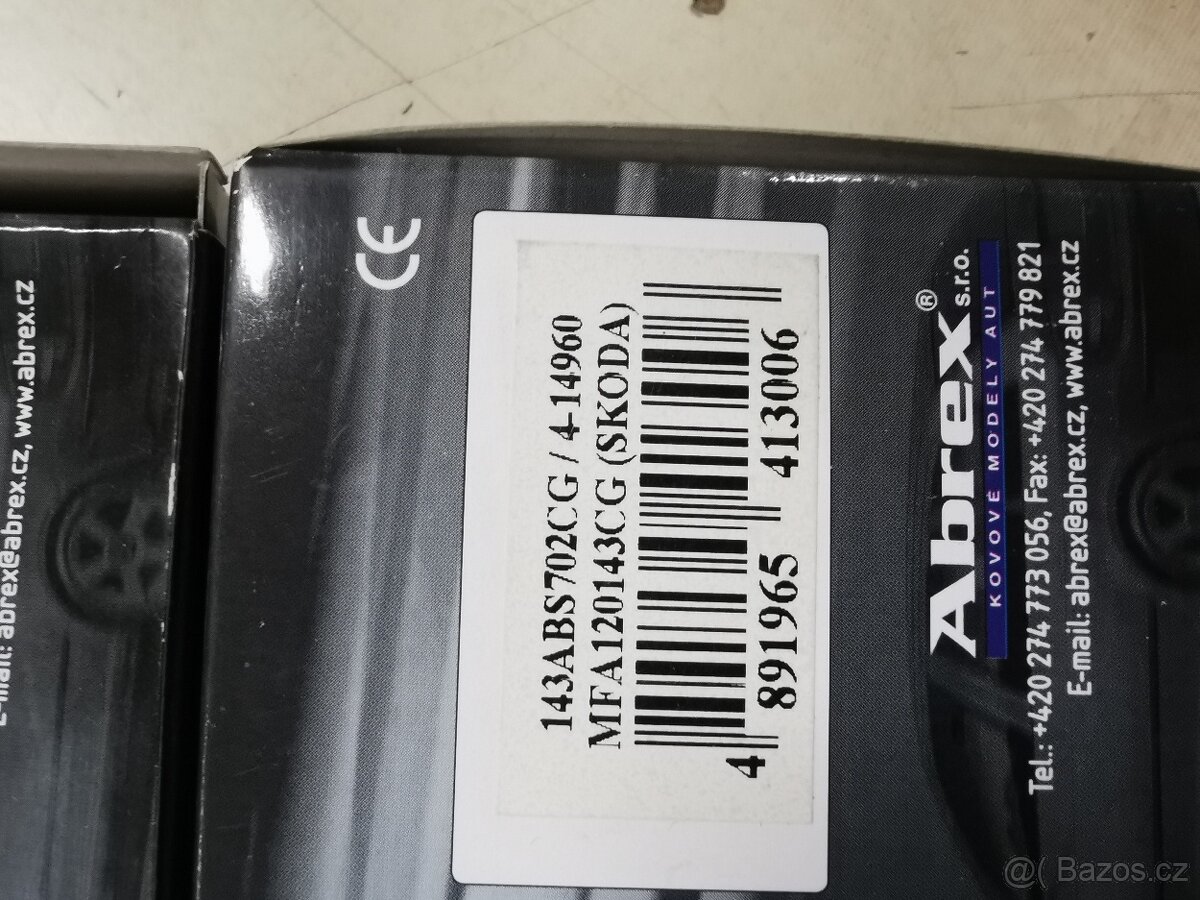 E-mail: abrex@abrex.cz, www.abrex.cz
CE
143ABS702CG / 4-14960
MFA120143CG (SKODA)
4 891965 413006
Abrex® s.r.o.
KOVOVÉ MODELY AUT
Tel.: +420 274 773 056, Fax: +420 274 779 821
E-mail: abrex@abrex.cz, www.abrex.cz
@( Bazos.cz